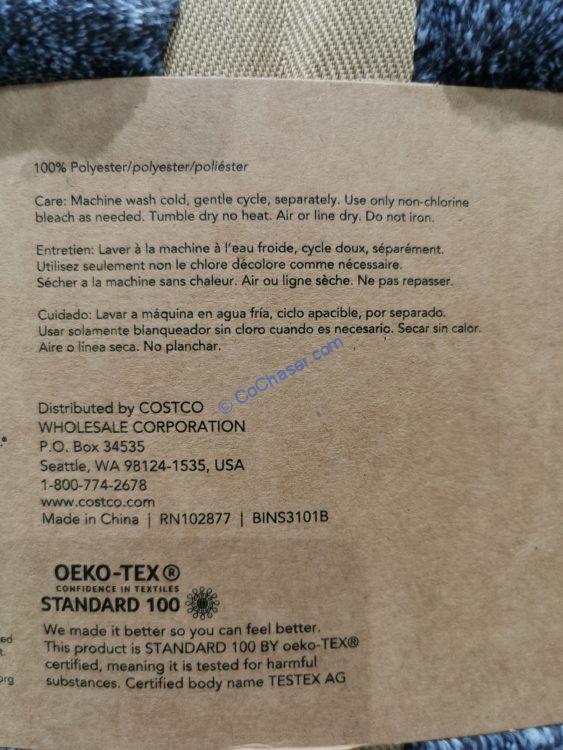 100% Polyester/polyester/poliéster
Care: Machine wash cold, gentle cycle, separately. Use only non-chlorine
bleach as needed. Tumble dry no heat. Air or line dry. Do not iron.
Entretien: Laver à la machine à l'eau froide, cycle doux, séparément.
Utilisez seulement non le chlore décolore comme nécessaire.
Sécher a la machine sans chaleur. Air ou ligne sèche. Ne pas repasser.
Cuidado: Lavar a máquina en agua fría, ciclo apacible, por separado.
Usar solamente blanqueador sin cloro cuando es necesario. Secar sin calor.
Aire o linea seca. No planchar.
© CoChaser.com
Distributed by COSTCO
WHOLESALE CORPORATION
P.O. Box 34535
Seattle, WA 98124-1535, USA
1-800-774-2678
www.costco.com
Made in China | RN102877 | BINS3101B
OEKO-TEX®
CONFIDENCE IN TEXTILES
STANDARD 100
We made it better so you can feel better.
This product is STANDARD 100 BY oeko-TEX®
certified, meaning it is tested for harmful
substances. Certified body name TESTEX AG